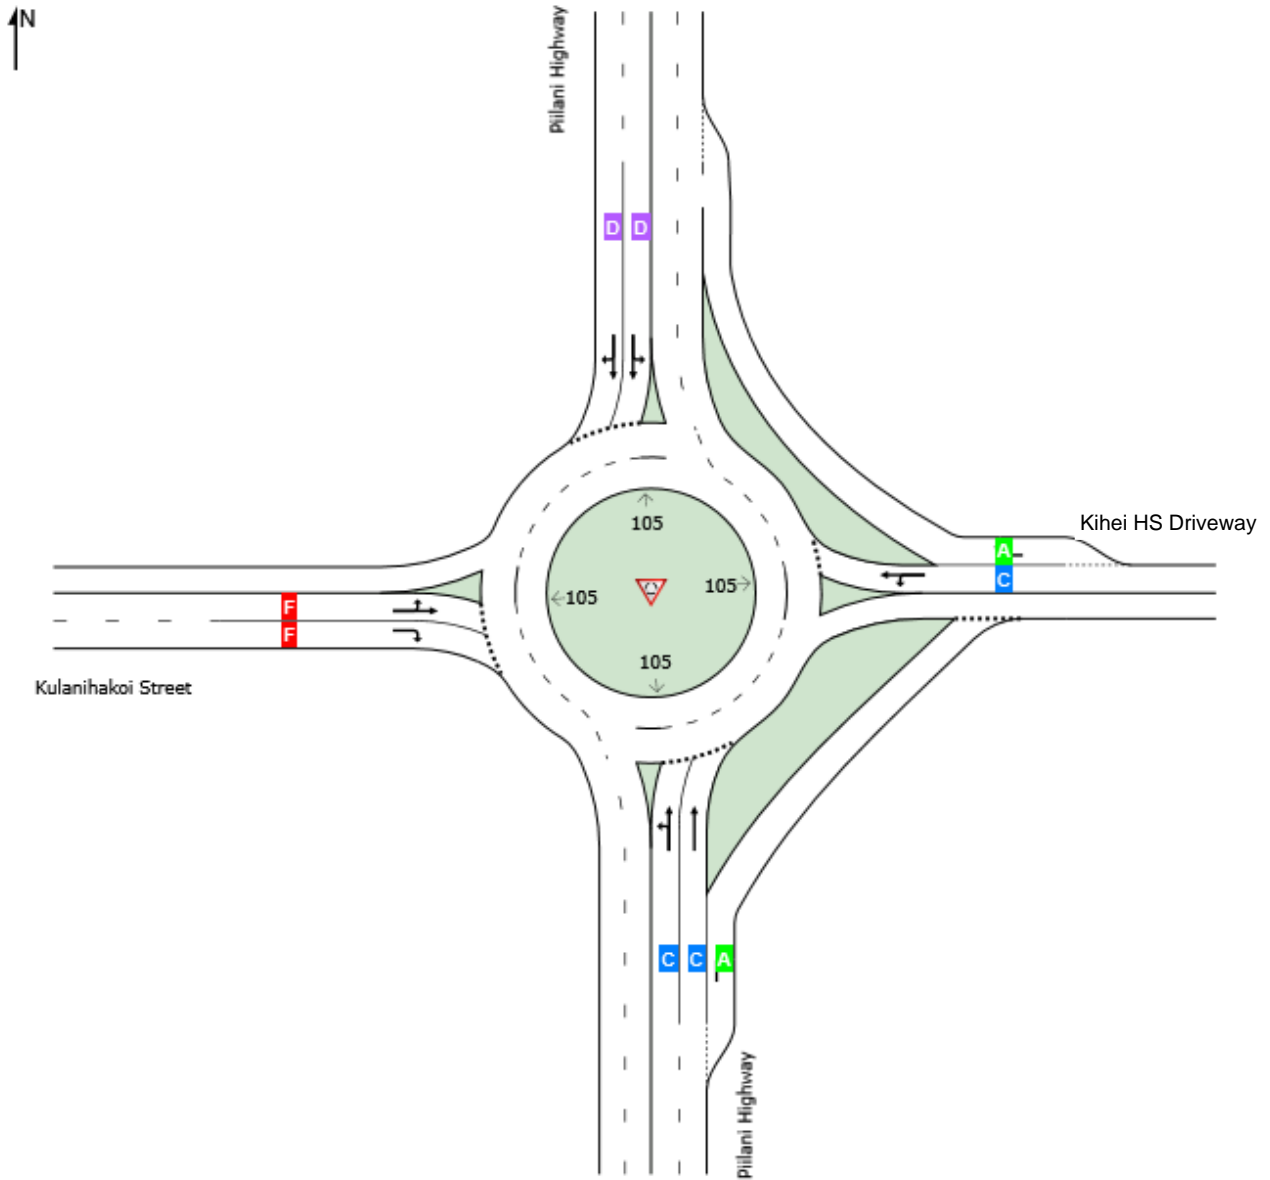 N
Piilani Highway
D D
105
Kihei HS Driveway
A
105 105
C
F
F
105
Kulanihakoi Street
C C A
Piilani Highway